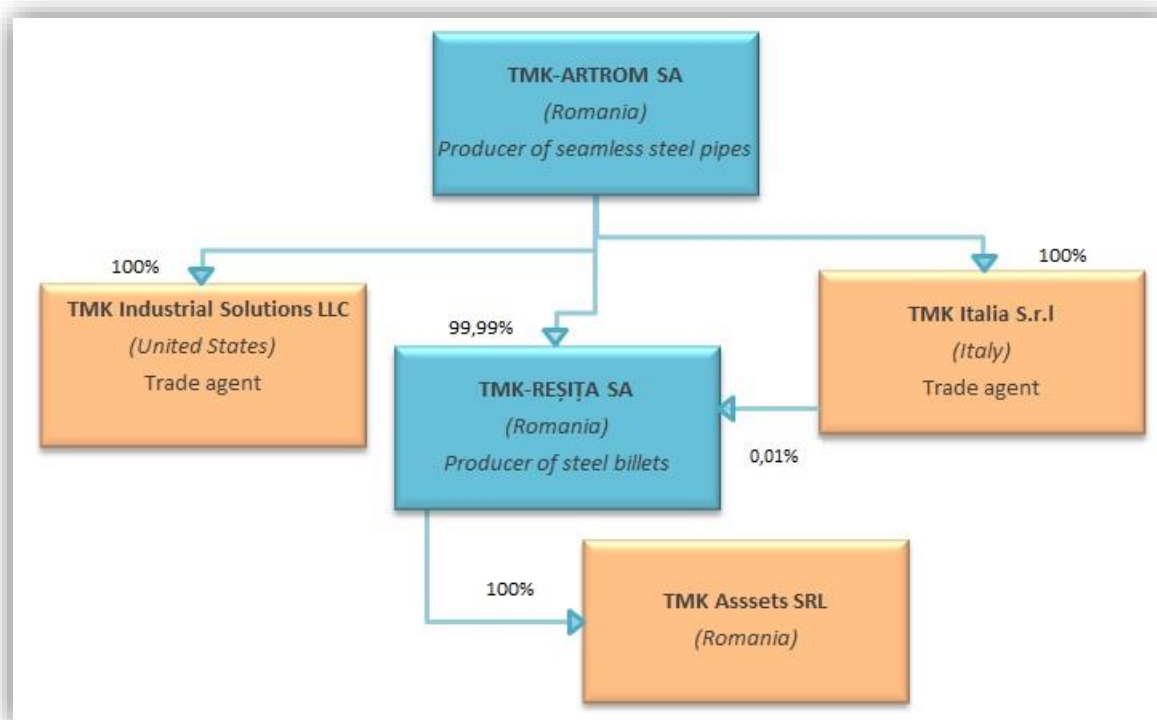 TMK-ARTROM SA
(Romania)
Producer of seamless steel pipes
100%
100%
TMK Industrial Solutions LLC
(United States)
Trade agent
TMK Italia S.r.l
(Italy)
Trade agent
99,99%
TMK-REȘIȚA SA
(Romania)
Producer of steel billets
0,01%
100%
TMK Asssets SRL
(Romania)